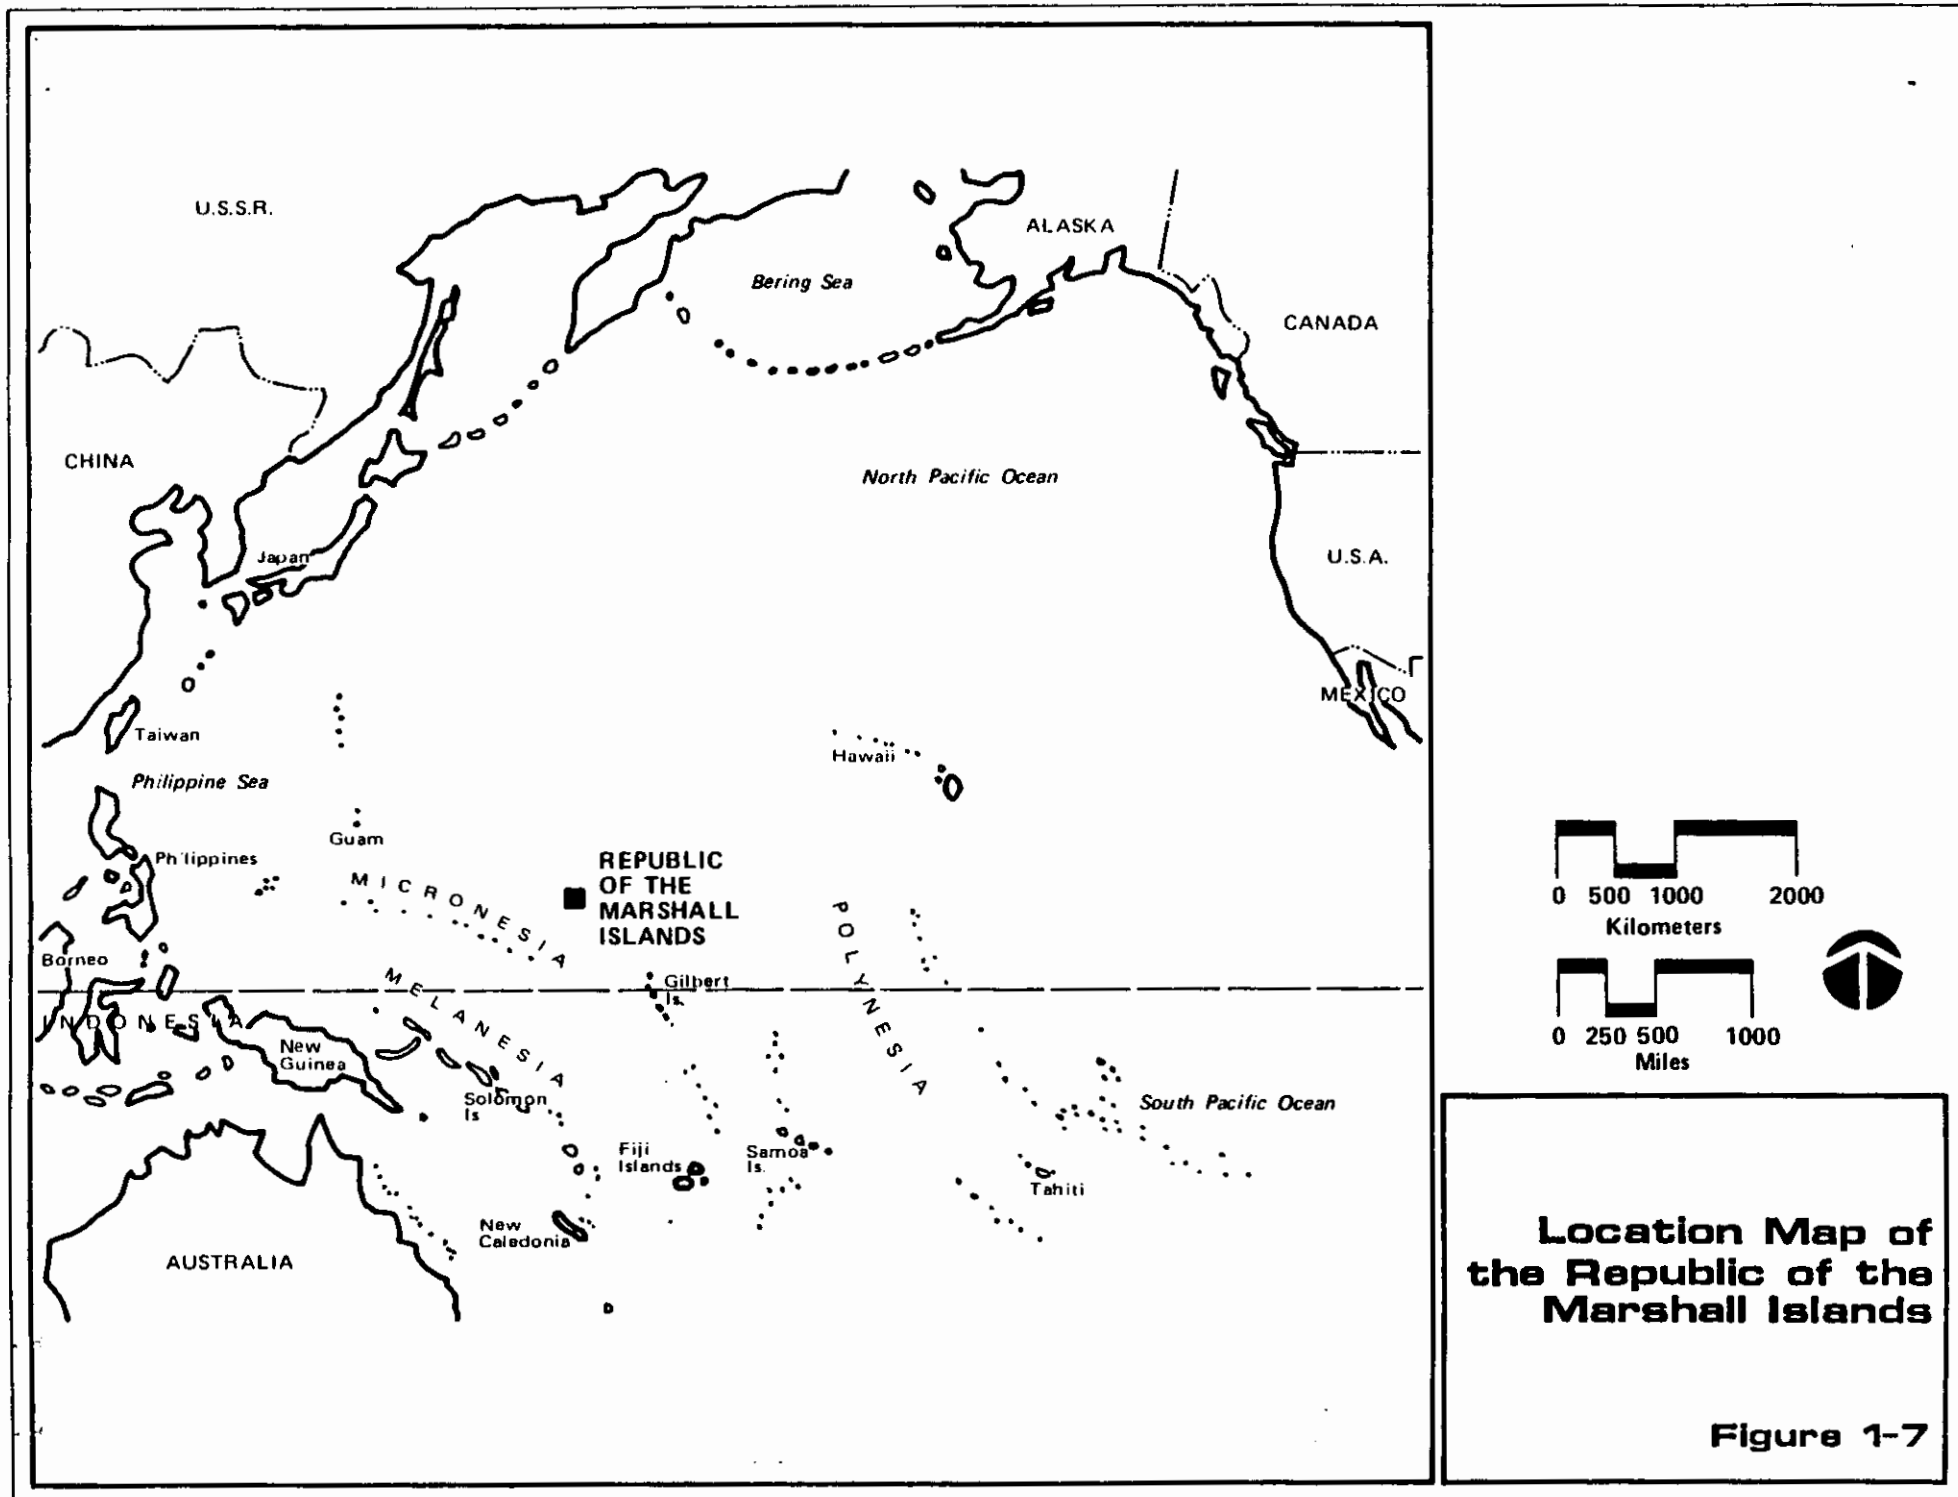 U.S.S.R.
ALASKA
Bering Sea
CANADA
CHINA
North Pacific Ocean
Japan
U.S.A.
MEXICO
Taiwan
Hawaii
Philippine Sea
Guam
Philippines
REPUBLIC
OF THE
MARSHALL
ISLANDS
MICRONESIA
POLYNESIA
Borneo
MELANESIA
Gilbert
Is.
INDONESIA
New
Guinea
Solomon
Is
South Pacific Ocean
Fiji
Islands
Samoa
Is.
Tahiti
New
Caledonia
AUSTRALIA
0 500 1000 2000
Kilometers
0 250 500 1000
Miles
Location Map of
the Republic of the
Marshall Islands
Figure 1-7